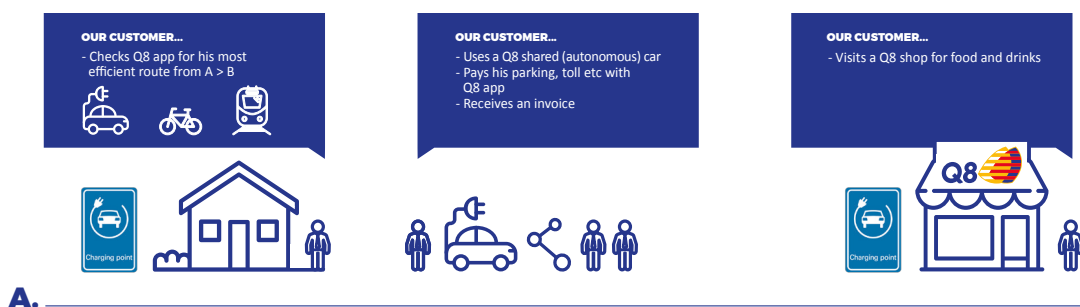 OUR CUSTOMER...
- Checks Q8 app for his most
efficient route from A > B
Charging point
OUR CUSTOMER...
- Uses a Q8 shared (autonomous) car
- Pays his parking, toll etc with
Q8 app
- Receives an invoice
OUR CUSTOMER...
- Visits a Q8 shop for food and drinks
Q8
Charging point
A.